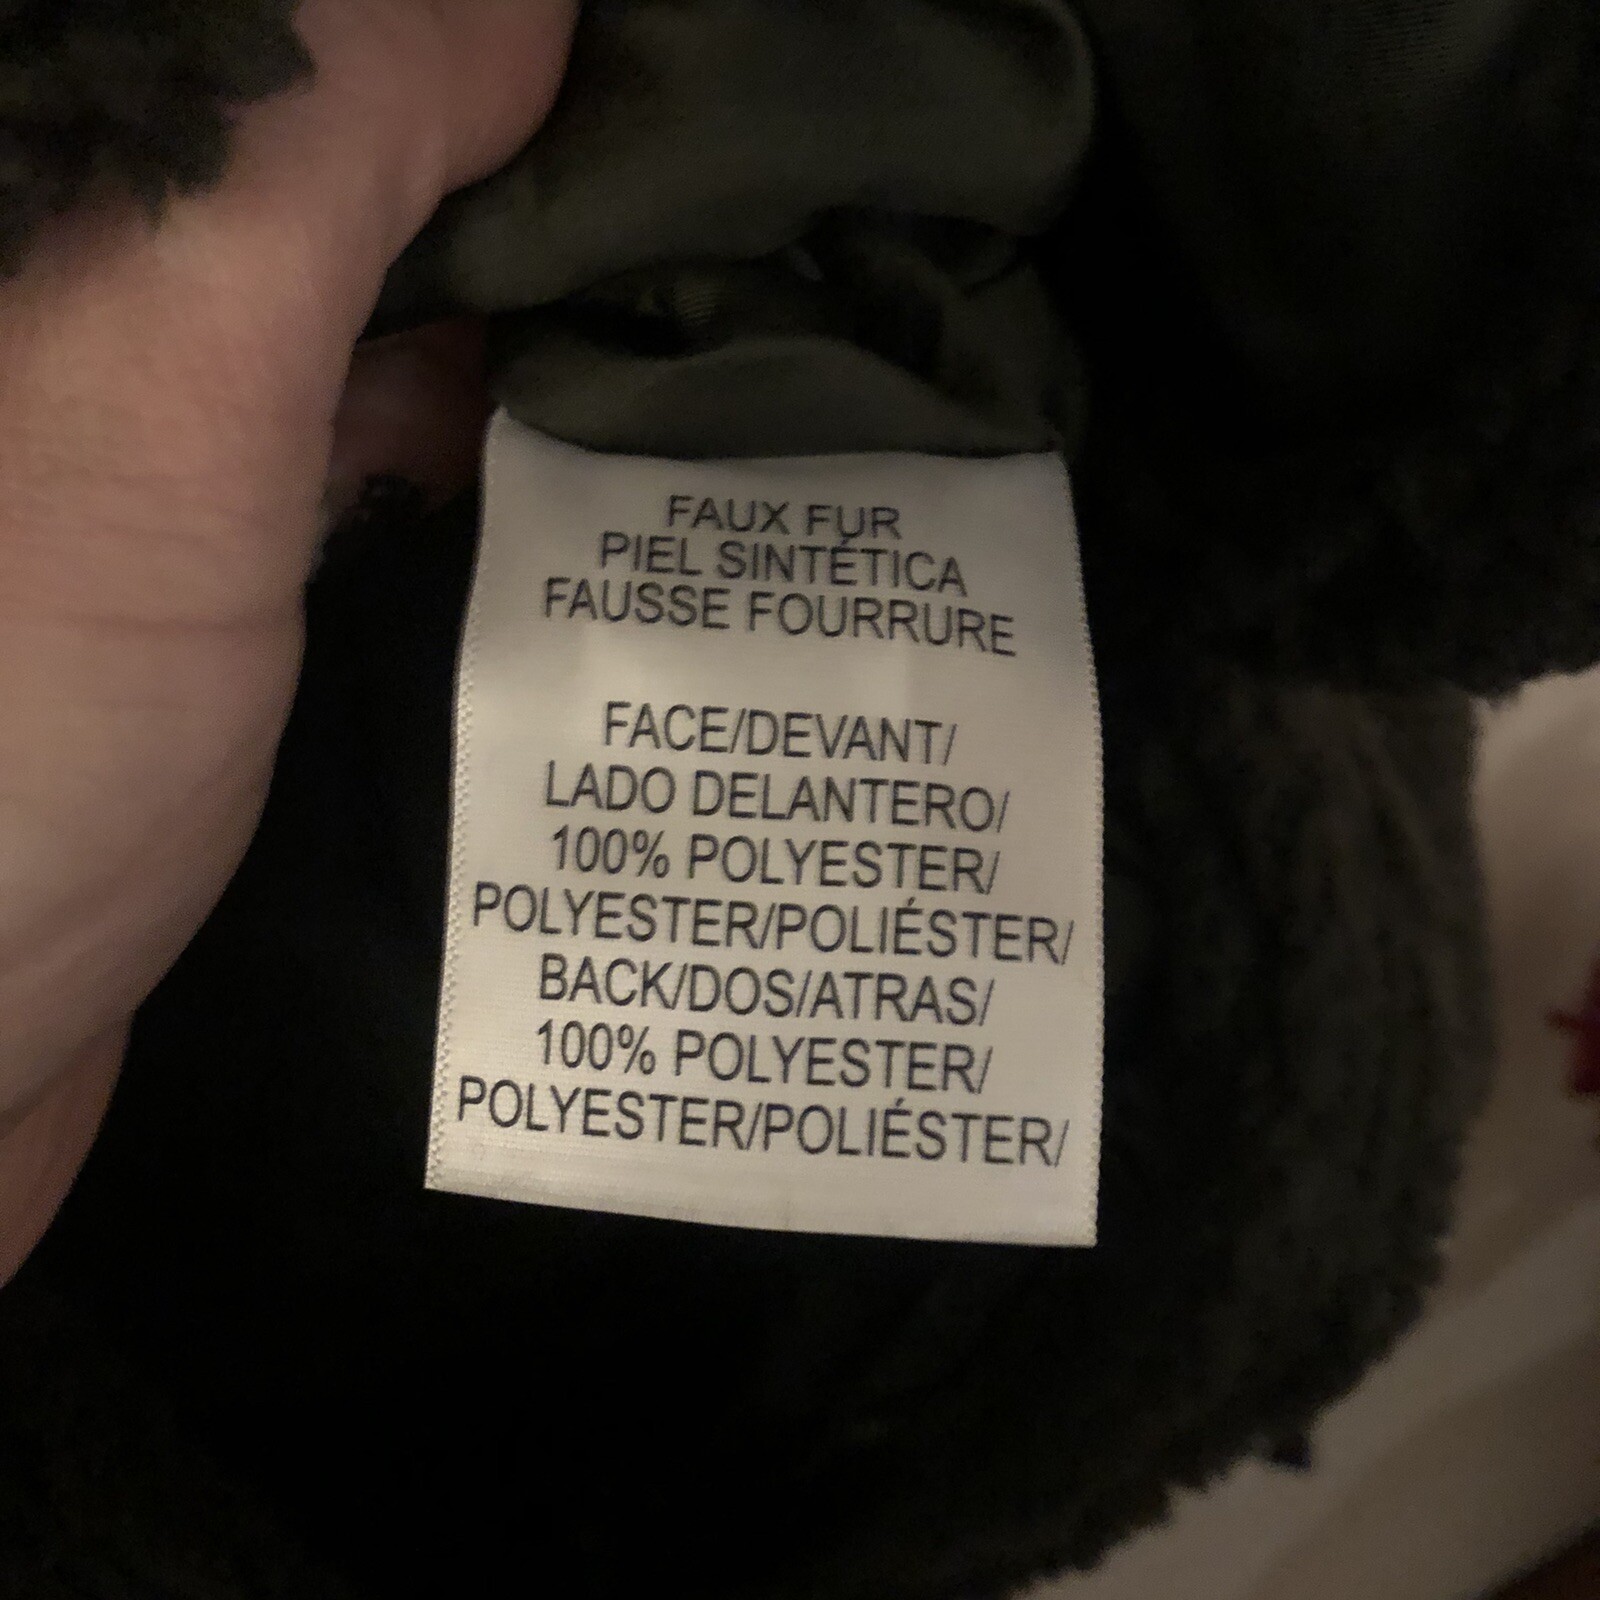 FAUX FUR
PIEL SINTÉTICA
FAUSSE FOURRURE
FACE/DEVANT/
LADO DELANTERO/
100% POLYESTER/
POLYESTER/POLIÉSTER/
BACK/DOS/ATRAS/
100% POLYESTER/
POLYESTER/POLIÉSTER/